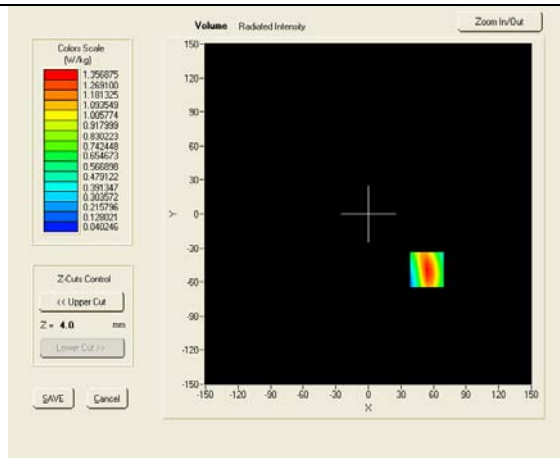 Volume Radiated Intensity
Zoom In/Out
Colors Scale
(W/kg)
1.356875
1.269100
1.181325
1.093549
1.005774
0.917999
0.830223
0.742448
0.654673
0.566898
0.479122
0.391347
0.303572
0.215796
0.128021
0.040246
Z-Cuts Control
<< Upper Cut
Z = 4.0 mm
Lower Cut >>
SAVE Cancel
150
120
90
60
30
0
-30
-60
-90
-120
-150
Y
-150 -120 -90 -60 -30 0 30 60 90 120 150
X